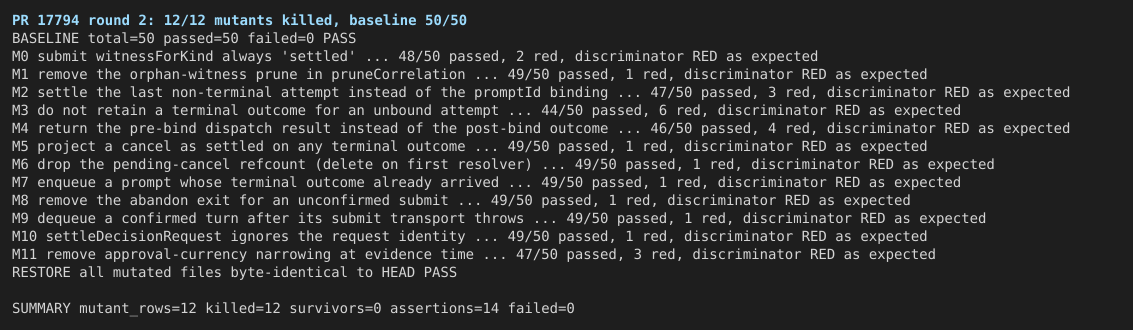 PR 17794 round 2: 12/12 mutants killed, baseline 50/50
BASELINE total=50 passed=50 failed=0 PASS
M0 submit witnessForKind always 'settled' ... 48/50 passed, 2 red, discriminator RED as expected
M1 remove the orphan-witness prune in pruneCorrelation ... 49/50 passed, 1 red, discriminator RED as expected
M2 settle the last non-terminal attempt instead of the promptId binding ... 47/50 passed, 3 red, discriminator RED as expected
M3 do not retain a terminal outcome for an unbound attempt ... 44/50 passed, 6 red, discriminator RED as expected
M4 return the pre-bind dispatch result instead of the post-bind outcome ... 46/50 passed, 4 red, discriminator RED as expected
M5 project a cancel as settled on any terminal outcome ... 49/50 passed, 1 red, discriminator RED as expected
M6 drop the pending-cancel refcount (delete on first resolver) ... 49/50 passed, 1 red, discriminator RED as expected
M7 enqueue a prompt whose terminal outcome already arrived ... 49/50 passed, 1 red, discriminator RED as expected
M8 remove the abandon exit for an unconfirmed submit ... 49/50 passed, 1 red, discriminator RED as expected
M9 dequeue a confirmed turn after its submit transport throws ... 49/50 passed, 1 red, discriminator RED as expected
M10 settleDecisionRequest ignores the request identity ... 49/50 passed, 1 red, discriminator RED as expected
M11 remove approval-currency narrowing at evidence time ... 47/50 passed, 3 red, discriminator RED as expected
RESTORE all mutated files byte-identical to HEAD PASS
SUMMARY mutant_rows=12 killed=12 survivors=0 assertions=14 failed=0